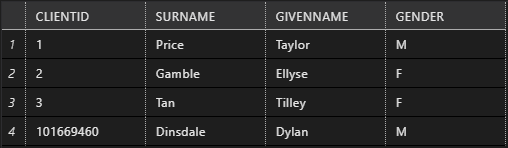 CLIENTID SURNAME GIVENNAME GENDER
1 1 Price Taylor M
2 2 Gamble Ellyse F
3 3 Tan Tilley F
4 101669460 Dinsdale Dylan M